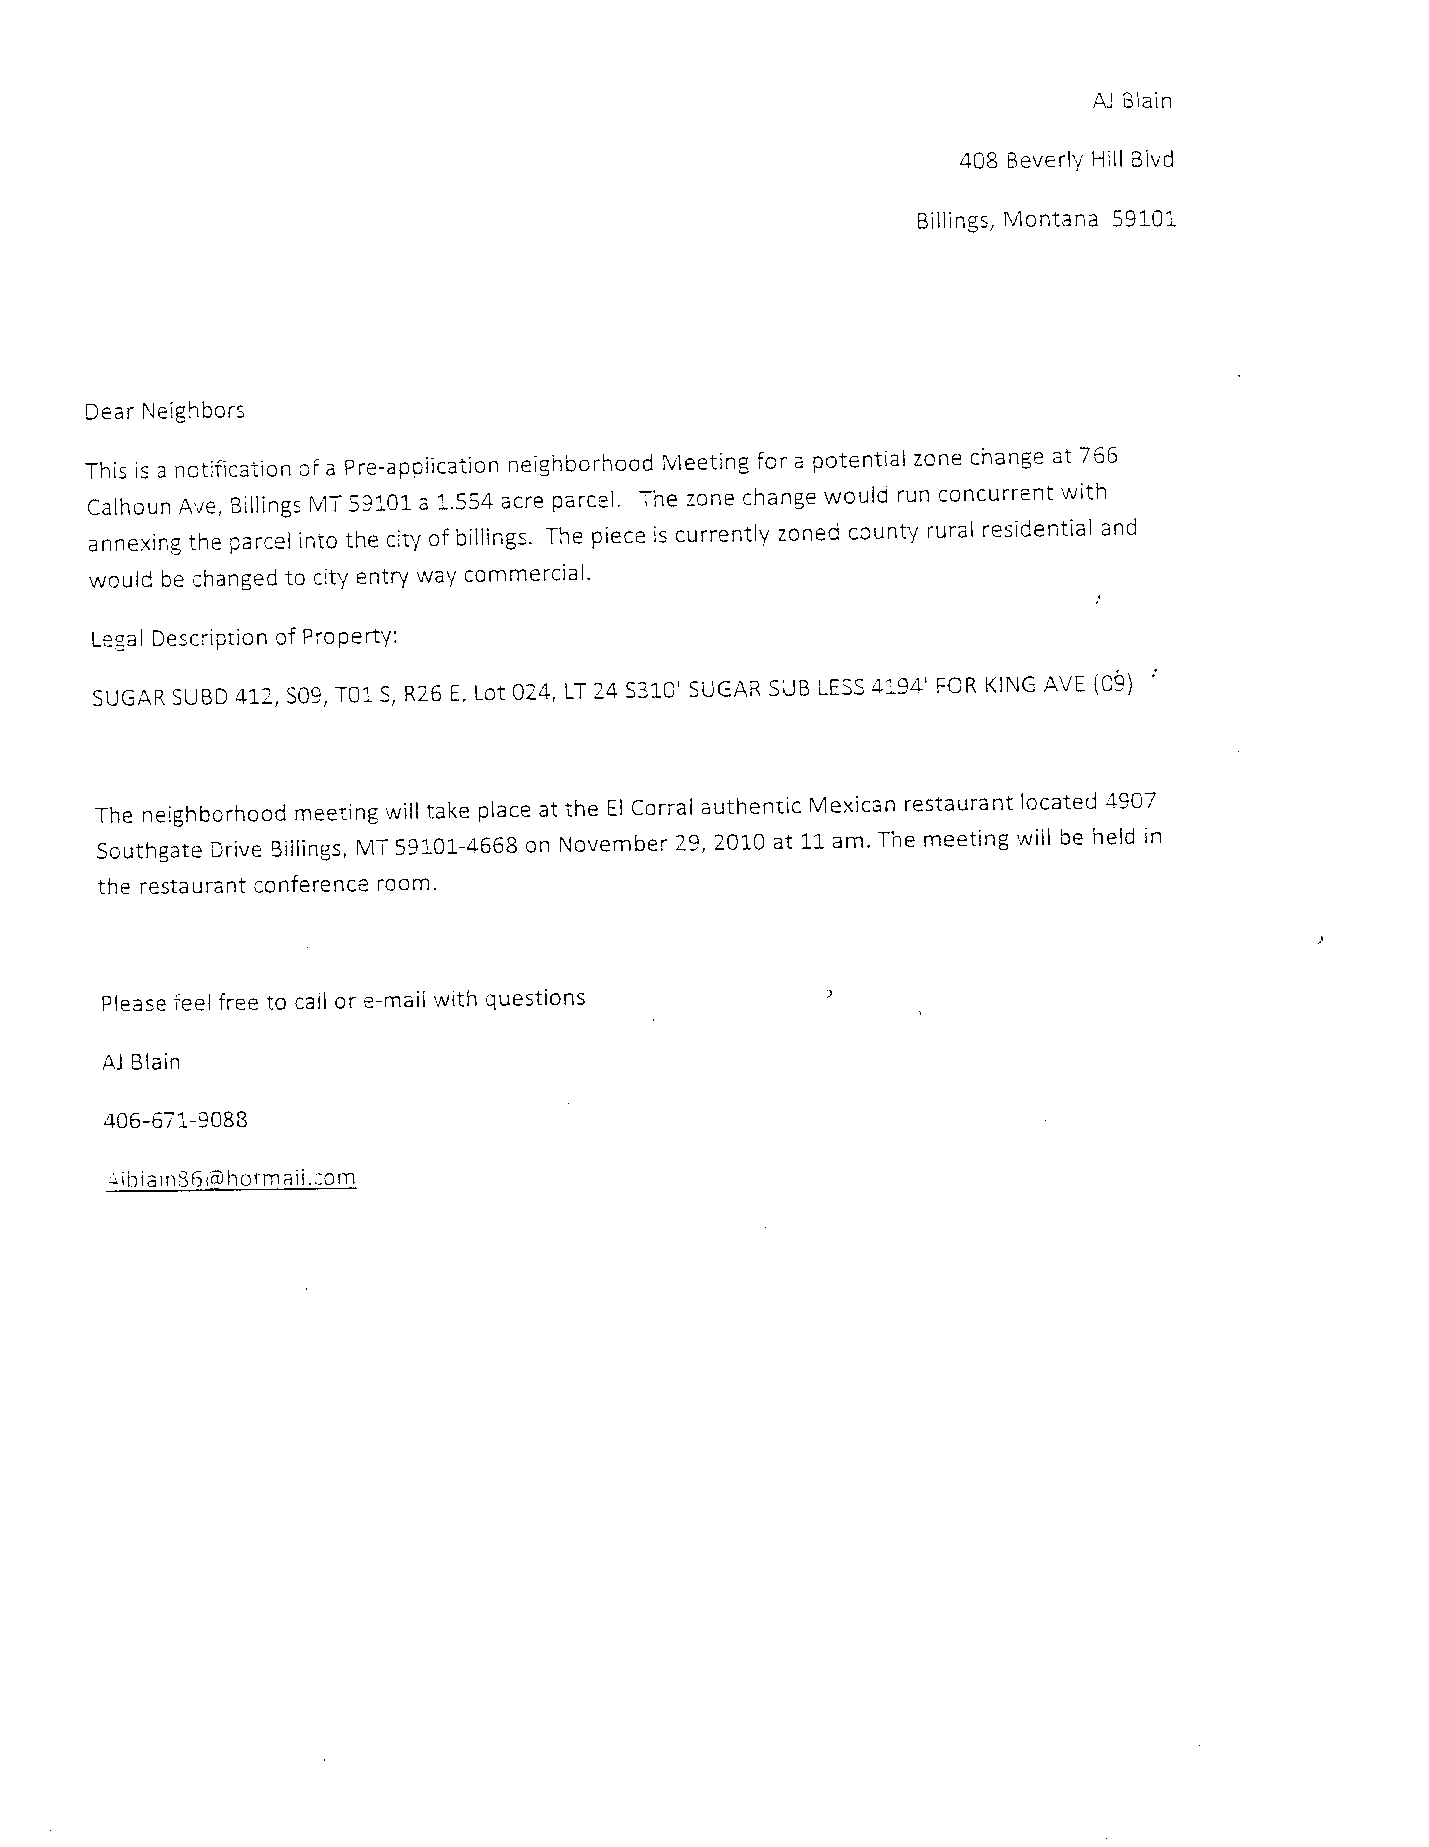 AJ Blain
408 Beverly Hill Blvd
Billings, Montana 59101
Dear Neighbors
This is a notification of a Pre-application neighborhood Meeting for a potential zone change at 766
Calhoun Ave, Billings MT 59101 a 1.554 acre parcel. The zone change would run concurrent with
annexing the parcel into the city of billings. The piece is currently zoned county rural residential and
would be changed to city entry way commercial.
Legal Description of Property:
SUGAR SUBD 412, S09, T01 S, R26 E, Lot 024, LT 24 S310' SUGAR SUB LESS 4194' FOR KING AVE (09)
The neighborhood meeting will take place at the El Corral authentic Mexican restaurant located 4907
Southgate Drive Billings, MT 59101-4668 on November 29, 2010 at 11 am. The meeting will be held in
the restaurant conference room.
Please feel free to call or e-mail with questions
AJ Blain
406-671-9088